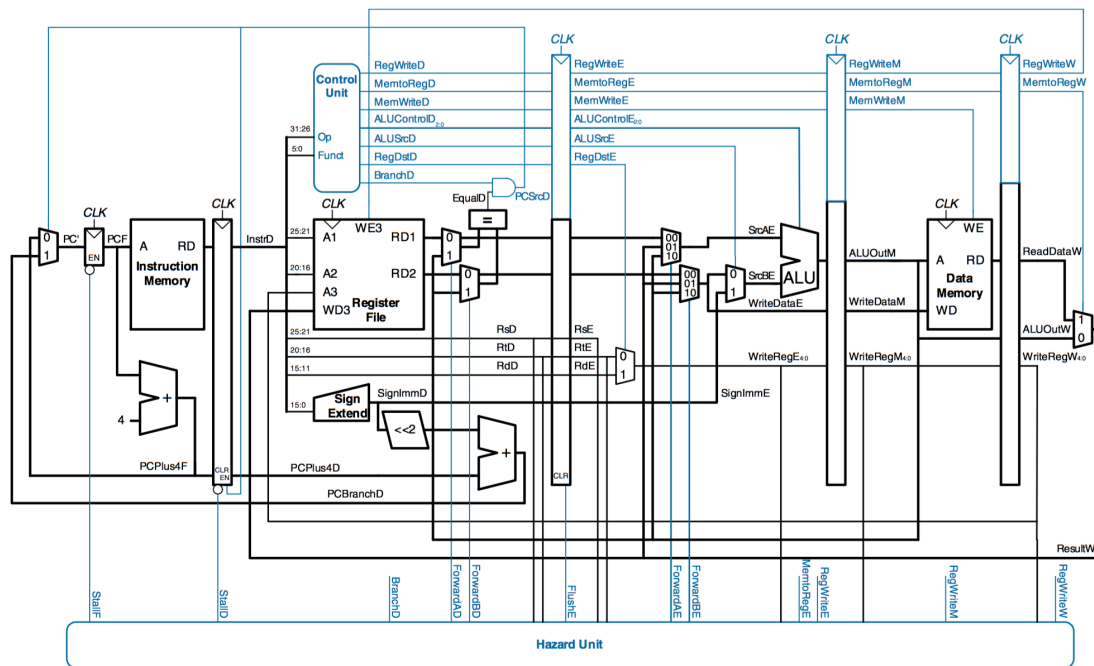 CLK CLK CLK
RegWriteD RegWriteE RegWriteM RegWriteW
Control Unit
MemtoRegD MemtoRegE MemtoRegM MemtoRegW
MemWriteD MemWriteE MemWriteM
ALUControlD2:0 ALUControlE2:0
31:26 Op
ALUSrcD ALUSrcE
5:0 Funct
RegDstD RegDstE
BranchD
EqualD PCSrcD
CLK CLK CLK CLK
=
WE3 WE
0 1 PC' PCF EN
A RD
Instruction Memory
InstrD
25:21 A1 RD1 0 1
00 01 10
SrcAE
20:16 A2 RD2 0 1
00 01 10
0 1 SrcBE
ALU
ALUOutM
A RD ReadDataW
Data Memory
A3
WD3
Register File
WriteDataE WriteDataM WD
1 0 ALUOutW
25:21 RsD RsE
20:16 RtD RtE 0 1
15:11 RdD RdE
WriteRegE4:0 WriteRegM4:0 WriteRegW4:0
15:0 Sign Extend SignImmD SignImmE
+
4
<<2
+
PCPlus4F CLR EN PCPlus4D CLR
PCBranchD
ResultW
StallF StallD BranchD ForwardAD ForwardBD FlushE ForwardAE ForwardBE MemtoRegE RegWriteE RegWriteM RegWriteW
Hazard Unit